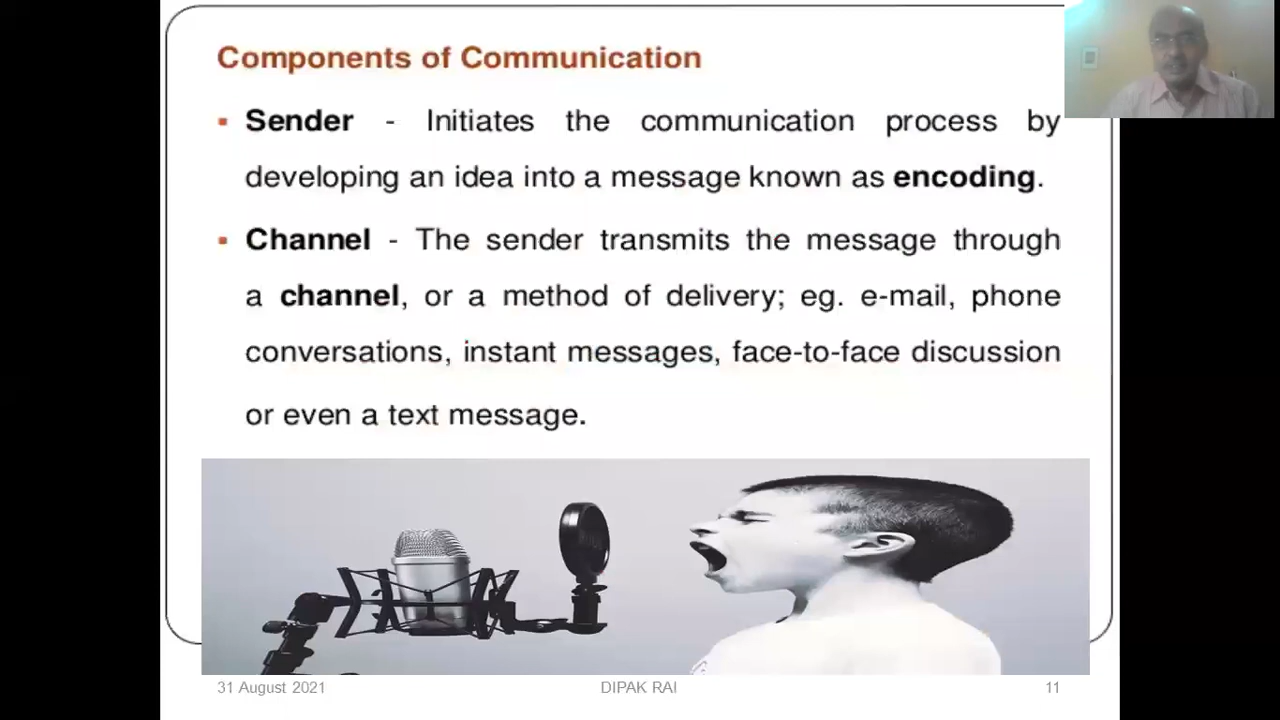 Components of Communication
▪ Sender - Initiates the communication process by
developing an idea into a message known as encoding.
▪ Channel - The sender transmits the message through
a channel, or a method of delivery; eg. e-mail, phone
conversations, instant messages, face-to-face discussion
or even a text message.
31 August 2021 DIPAK RAI 11